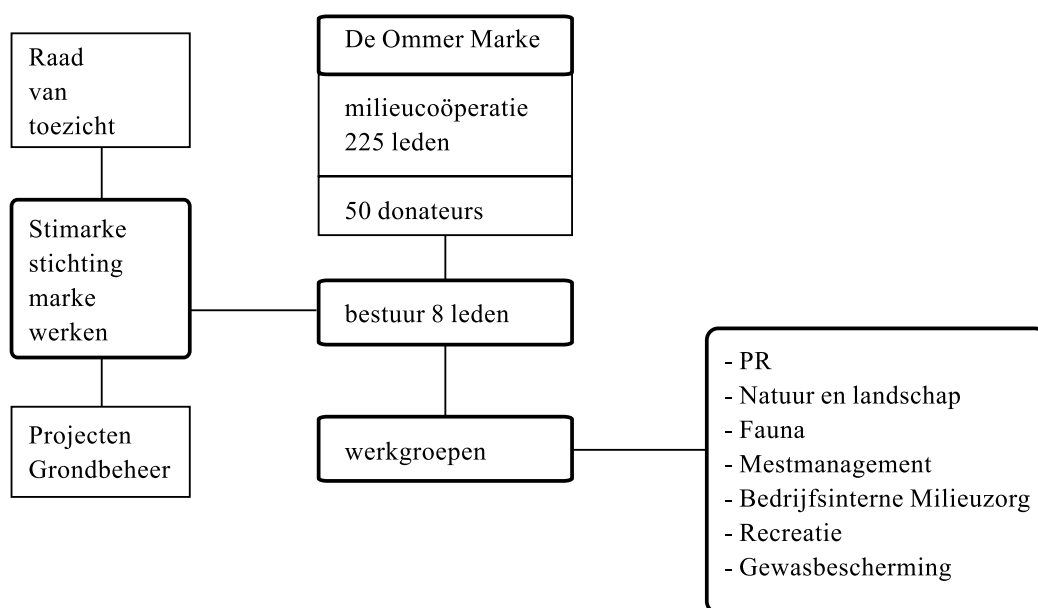 Raad
van
toezicht
De Ommer Marke
milieucoöperatie
225 leden
50 donateurs
Stimarke
stichting
marke
werken
bestuur 8 leden
Projecten
Grondbeheer
werkgroepen
- PR
- Natuur en landschap
- Fauna
- Mestmanagement
- Bedrijfsinterne Milieuzorg
- Recreatie
- Gewasbescherming